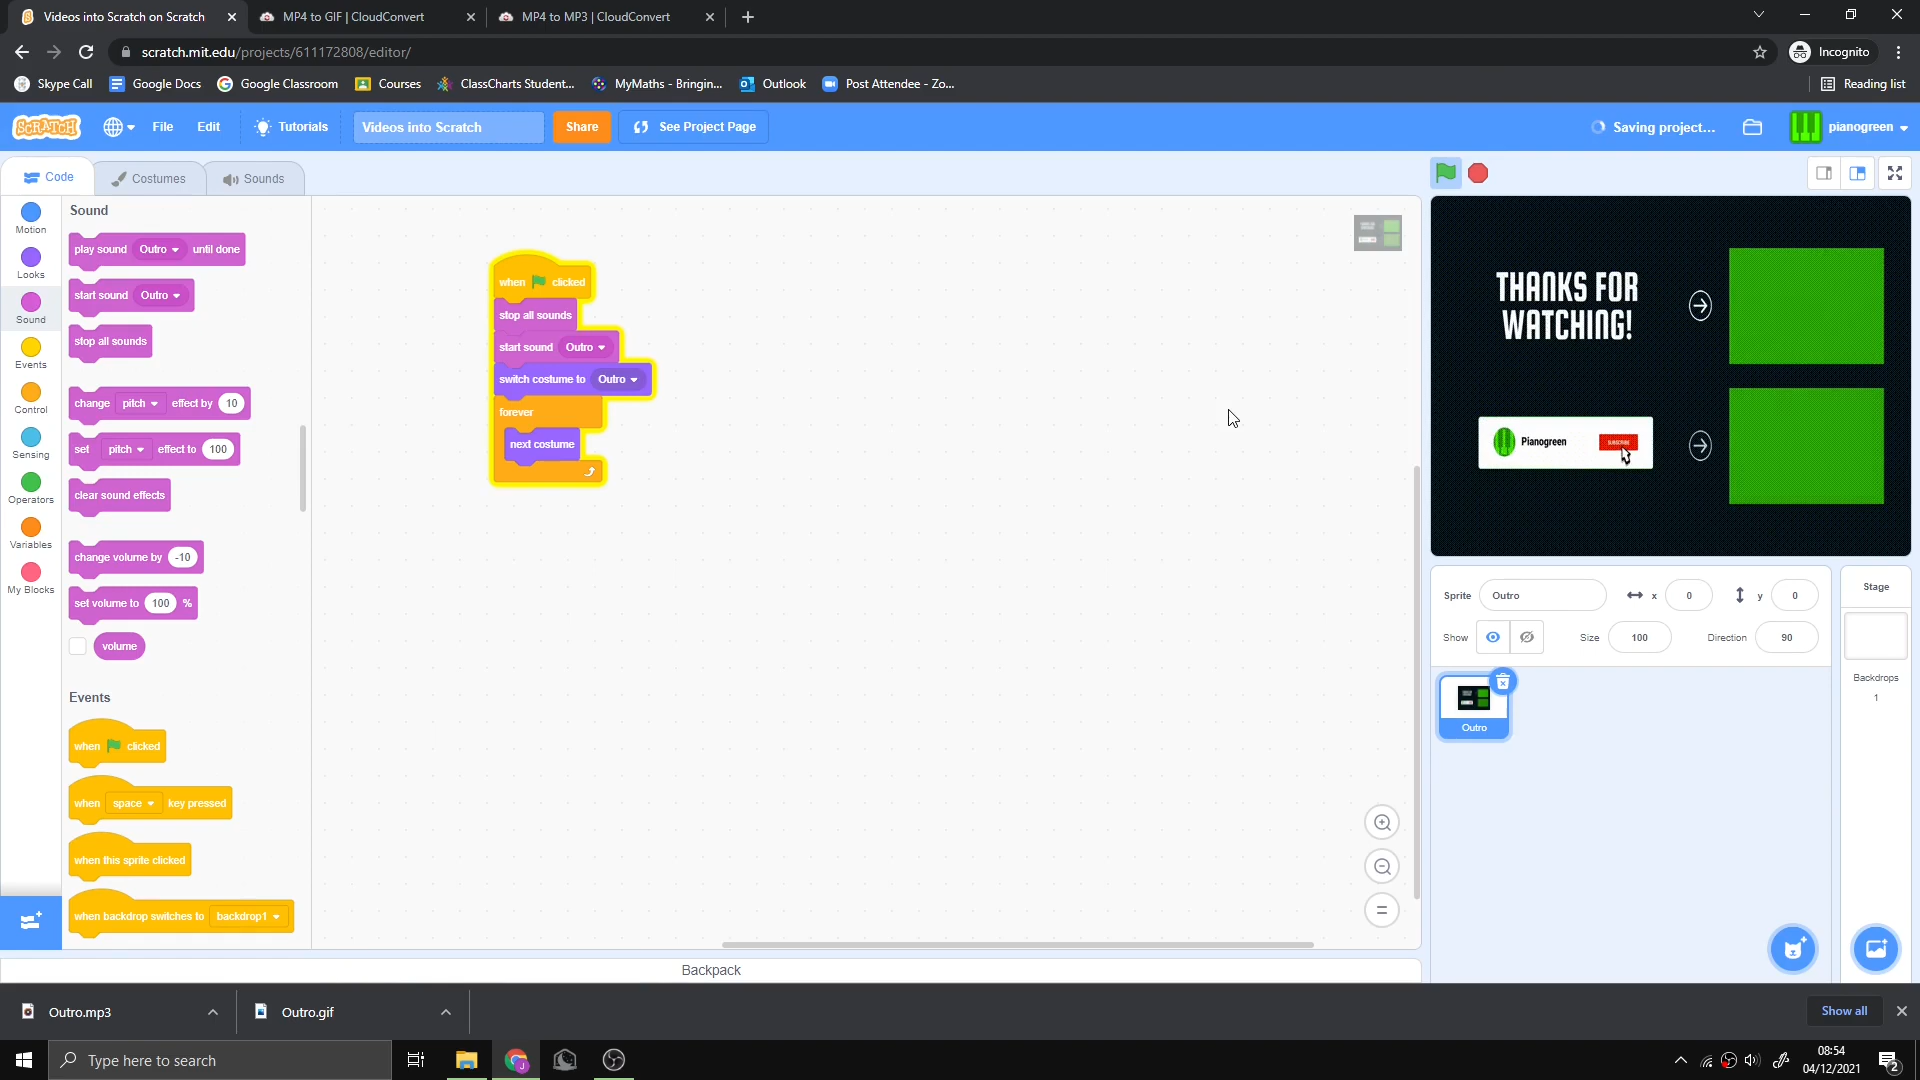 Videos into Scratch on Scratch
MP4 to GIF | CloudConvert
MP4 to MP3 | CloudConvert
scratch.mit.edu/projects/611172808/editor/
Incognito
Skype Call
Google Docs
Google Classroom
Courses
ClassCharts Student...
MyMaths - Bringin...
Outlook
Post Attendee - Zo...
Reading list
SCRATCH
File
Edit
Tutorials
Videos into Scratch
Share
See Project Page
Saving project...
pianogreen
Code
Costumes
Sounds
Motion
Looks
Sound
Events
Control
Sensing
Operators
Variables
My Blocks
Sound
play sound Outro until done
start sound Outro
stop all sounds
change pitch effect by 10
set pitch effect to 100
clear sound effects
change volume by -10
set volume to 100 %
volume
Events
when clicked
when space key pressed
when this sprite clicked
when backdrop switches to backdrop1
when clicked
stop all sounds
start sound Outro
switch costume to Outro
forever
next costume
THANKS FOR
WATCHING!
Pianogreen
SUBSCRIBE
Sprite
Outro
x
0
y
0
Show
Size
100
Direction
90
Outro
Stage
Backdrops
1
Backpack
Outro.mp3
Outro.gif
Show all
Type here to search
08:54
04/12/2021
2